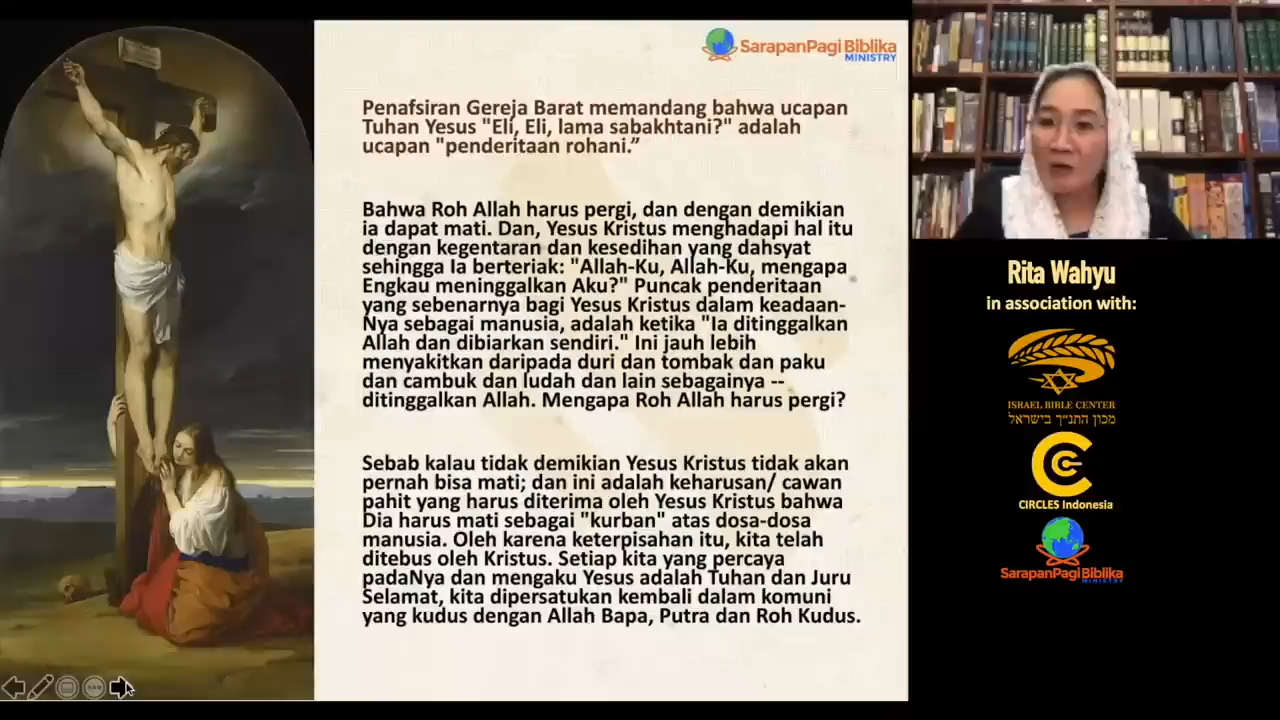 SarapanPagi Biblika
MINISTRY
Penafsiran Gereja Barat memandang bahwa ucapan
Tuhan Yesus "Eli, Eli, lama sabakhtani?" adalah
ucapan "penderitaan rohani.”
Bahwa Roh Allah harus pergi, dan dengan demikian
ia dapat mati. Dan, Yesus Kristus menghadapi hal itu
dengan kegentaran dan kesedihan yang dahsyat
sehingga Ia berteriak: "Allah-Ku, Allah-Ku, mengapa
Engkau meninggalkan Aku?" Puncak penderitaan
yang sebenarnya bagi Yesus Kristus dalam keadaan-
Nya sebagai manusia, adalah ketika "Ia ditinggalkan
Allah dan dibiarkan sendiri." Ini jauh lebih
menyakitkan daripada duri dan tombak dan paku
dan cambuk dan ludah dan lain sebagainya --
ditinggalkan Allah. Mengapa Roh Allah harus pergi?
Sebab kalau tidak demikian Yesus Kristus tidak akan
pernah bisa mati; dan ini adalah keharusan/ cawan
pahit yang harus diterima oleh Yesus Kristus bahwa
Dia harus mati sebagai "kurban" atas dosa-dosa
manusia. Oleh karena keterpisahan itu, kita telah
ditebus oleh Kristus. Setiap kita yang percaya
padaNya dan mengaku Yesus adalah Tuhan dan Juru
Selamat, kita dipersatukan kembali dalam komuni
yang kudus dengan Allah Bapa, Putra dan Roh Kudus.
Rita Wahyu
in association with:
ISRAEL BIBLE CENTER
מכון התנ״ך בישראל
CIRCLES Indonesia
SarapanPagi Biblika
MINISTRY